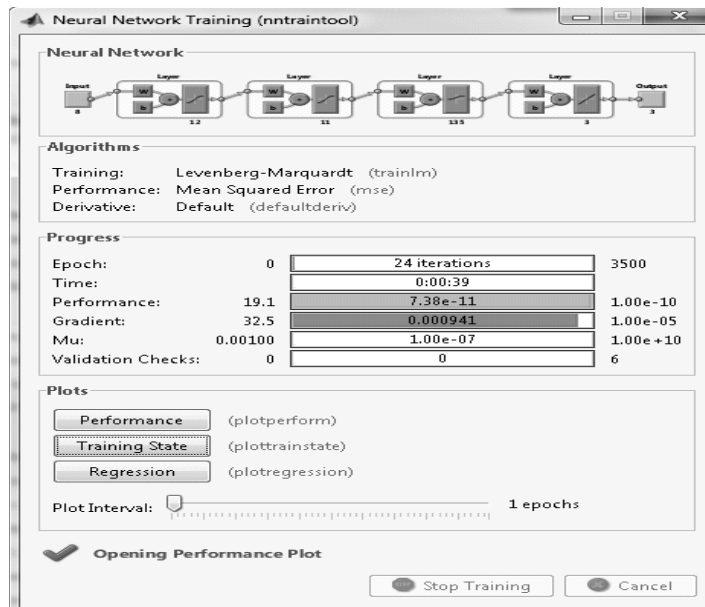 Neural Network Training (nntraintool)
Neural Network
Layer Layer Layer Layer
Input Output
W W W W
b b b b
8 12 11 135 3 3
Algorithms
Training: Levenberg-Marquardt (trainlm)
Performance: Mean Squared Error (mse)
Derivative: Default (defaultderiv)
Progress
Epoch: 0 24 iterations 3500
Time: 0:00:39
Performance: 19.1 7.38e-11 1.00e-10
Gradient: 32.5 0.000941 1.00e-05
Mu: 0.00100 1.00e-07 1.00e+10
Validation Checks: 0 0 6
Plots
Performance (plotperform)
Training State (plottrainstate)
Regression (plotregression)
Plot Interval: 1 epochs
Opening Performance Plot
Stop Training Cancel